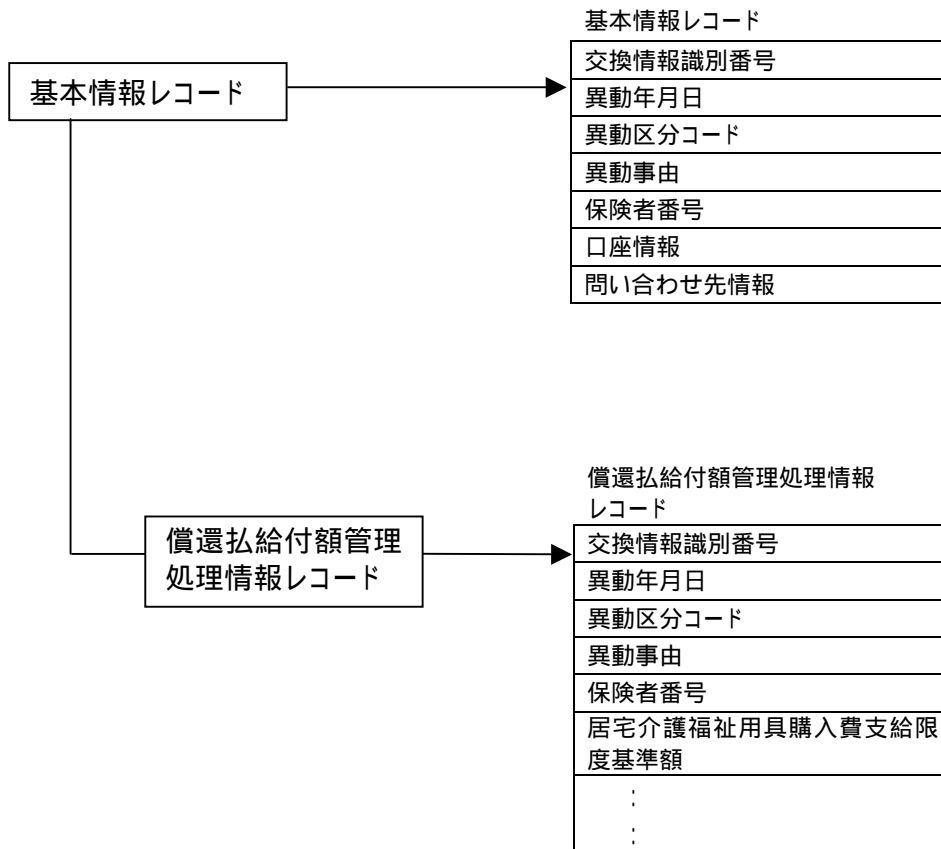 基本情報レコード
基本情報レコード
交換情報識別番号
異動年月日
異動区分コード
異動事由
保険者番号
口座情報
問い合わせ先情報
償還払給付額管理
処理情報レコード
償還払給付額管理処理情報
レコード
交換情報識別番号
異動年月日
異動区分コード
異動事由
保険者番号
居宅介護福祉用具購入費支給限
度基準額
:
: